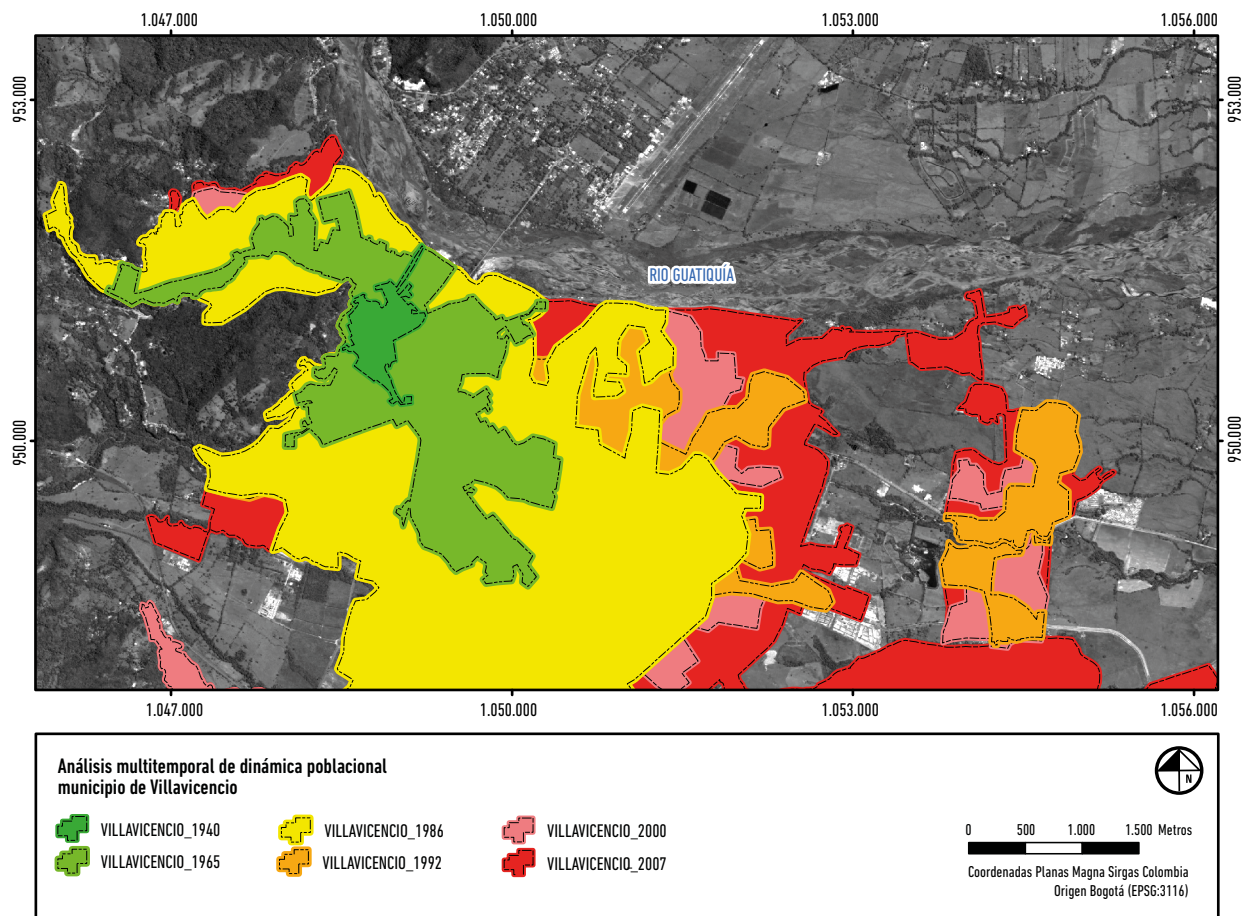 1.047.000 1.050.000 1.053.000 1.056.000
953.000 953.000
RIO GUATIQUÍA
950.000 950.000
1.047.000 1.050.000 1.053.000 1.056.000
Análisis multitemporal de dinámica poblacional
municipio de Villavicencio
N
VILLAVICENCIO_1940 VILLAVICENCIO_1986 VILLAVICENCIO_2000
VILLAVICENCIO_1965 VILLAVICENCIO_1992 VILLAVICENCIO_2007
0 500 1.000 1.500 Metros
Coordenadas Planas Magna Sirgas Colombia
Origen Bogotá (EPSG:3116)